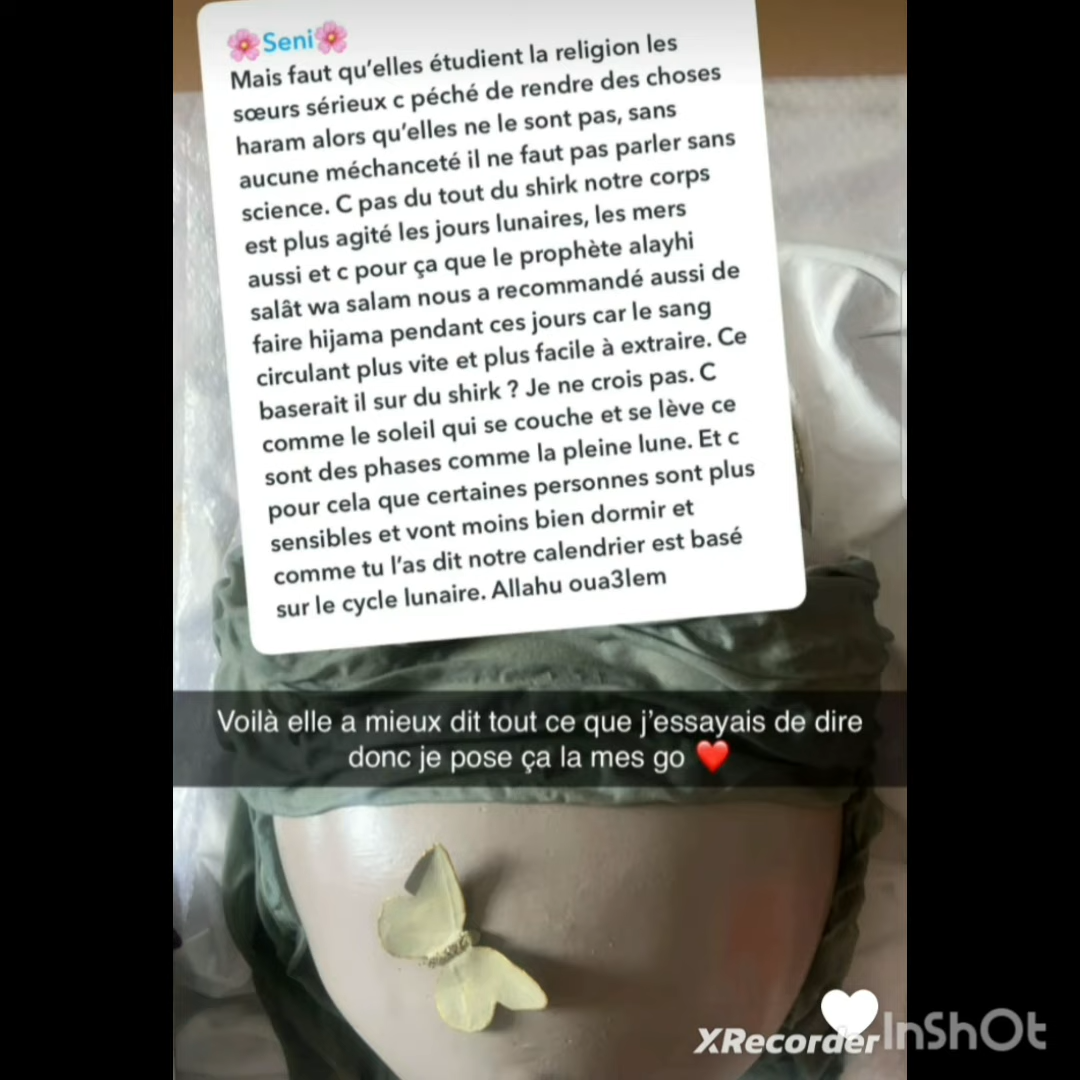 🌸Seni🌸
Mais faut qu’elles étudient la religion les
sœurs sérieux c péché de rendre des choses
haram alors qu’elles ne le sont pas, sans
aucune méchanceté il ne faut pas parler sans
science. C pas du tout du shirk notre corps
est plus agité les jours lunaires, les mers
aussi et c pour ça que le prophète alayhi
salât wa salam nous a recommandé aussi de
faire hijama pendant ces jours car le sang
circulant plus vite et plus facile à extraire. Ce
baserait il sur du shirk ? Je ne crois pas. C
comme le soleil qui se couche et se lève ce
sont des phases comme la pleine lune. Et c
pour cela que certaines personnes sont plus
sensibles et vont moins bien dormir et
comme tu l’as dit notre calendrier est basé
sur le cycle lunaire. Allahu oua3lem
Voilà elle a mieux dit tout ce que j’essayais de dire
donc je pose ça la mes go ❤️
XRecorder
InShOt